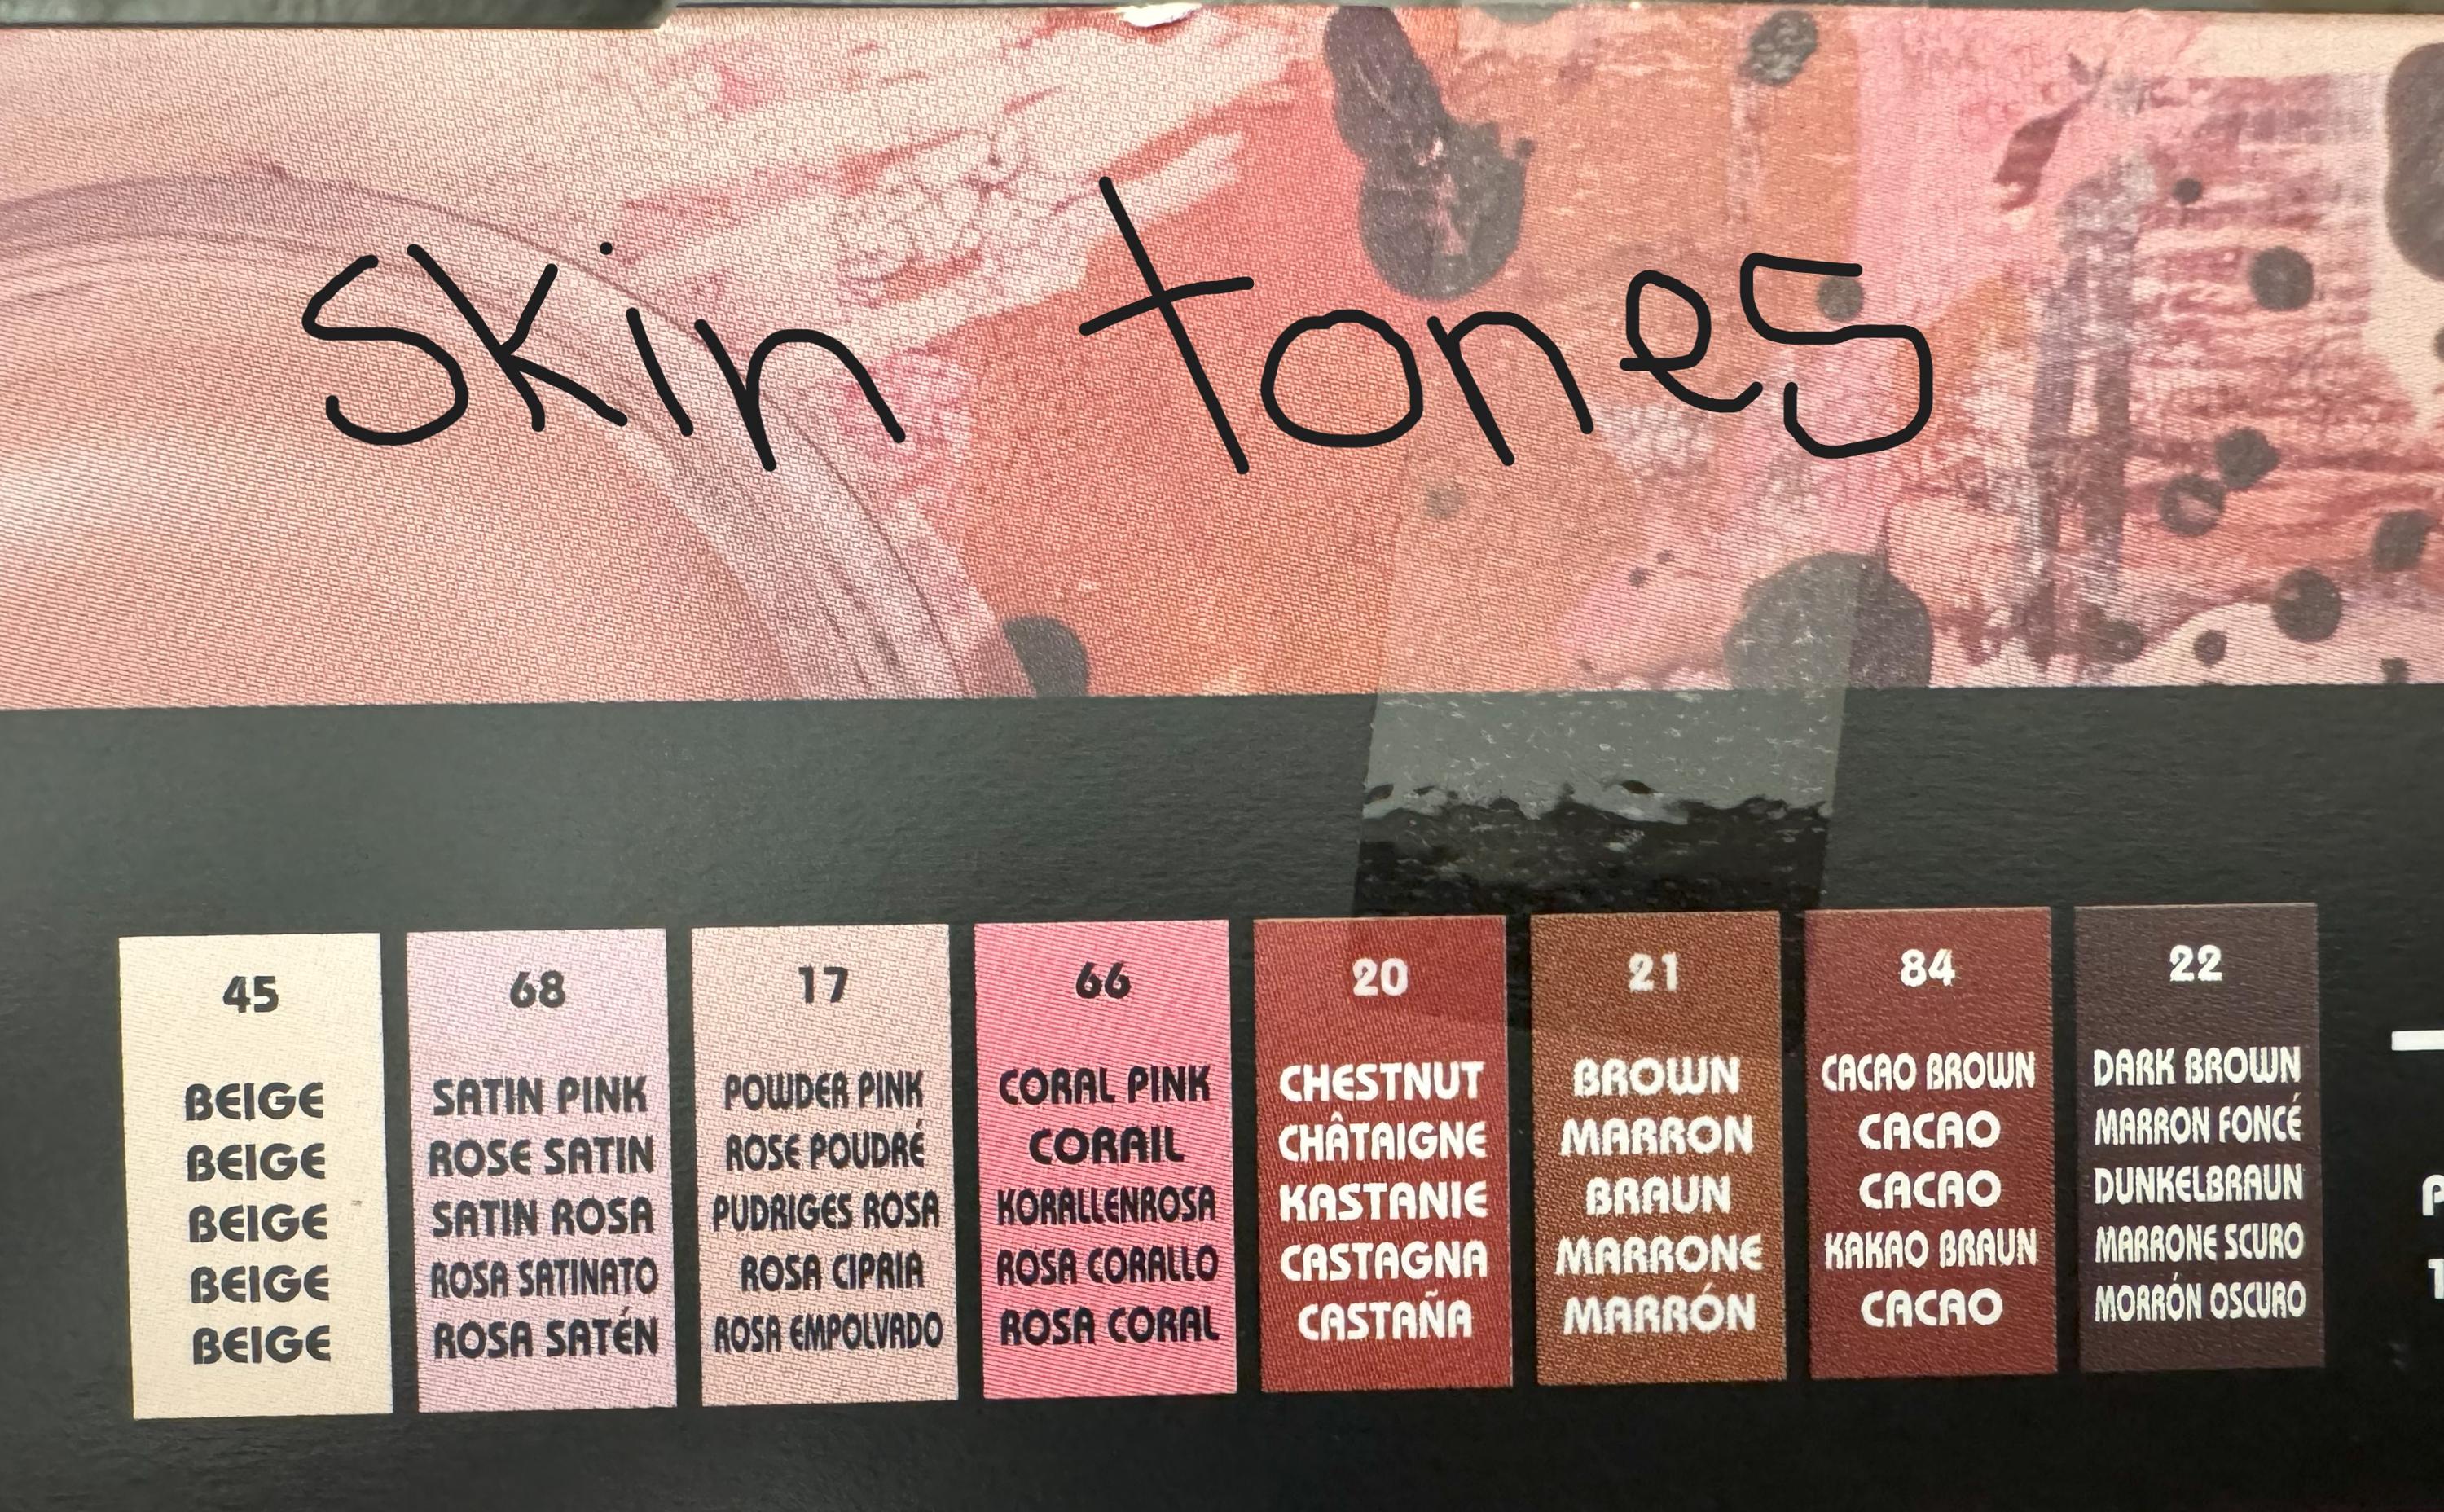 skin tones
45
BEIGE
BEIGE
BEIGE
BEIGE
BEIGE
68
SATIN PINK
ROSE SATIN
SATIN ROSA
ROSA SATINATO
ROSA SATÉN
17
POWDER PINK
ROSE POUDRÉ
PUDRIGES ROSA
ROSA CIPRIA
ROSA EMPOLVADO
66
CORAL PINK
CORAIL
KORALLENROSA
ROSA CORALLO
ROSA CORAL
20
CHESTNUT
CHÂTAIGNE
KASTANIE
CASTAGNA
CASTAÑA
21
BROWN
MARRON
BRAUN
MARRONE
MARRÓN
84
CACAO BROWN
CACAO
CACAO
KAKAO BRAUN
CACAO
22
DARK BROWN
MARRON FONCÉ
DUNKELBRAUN
MARRONE SCURO
MORRÓN OSCURO